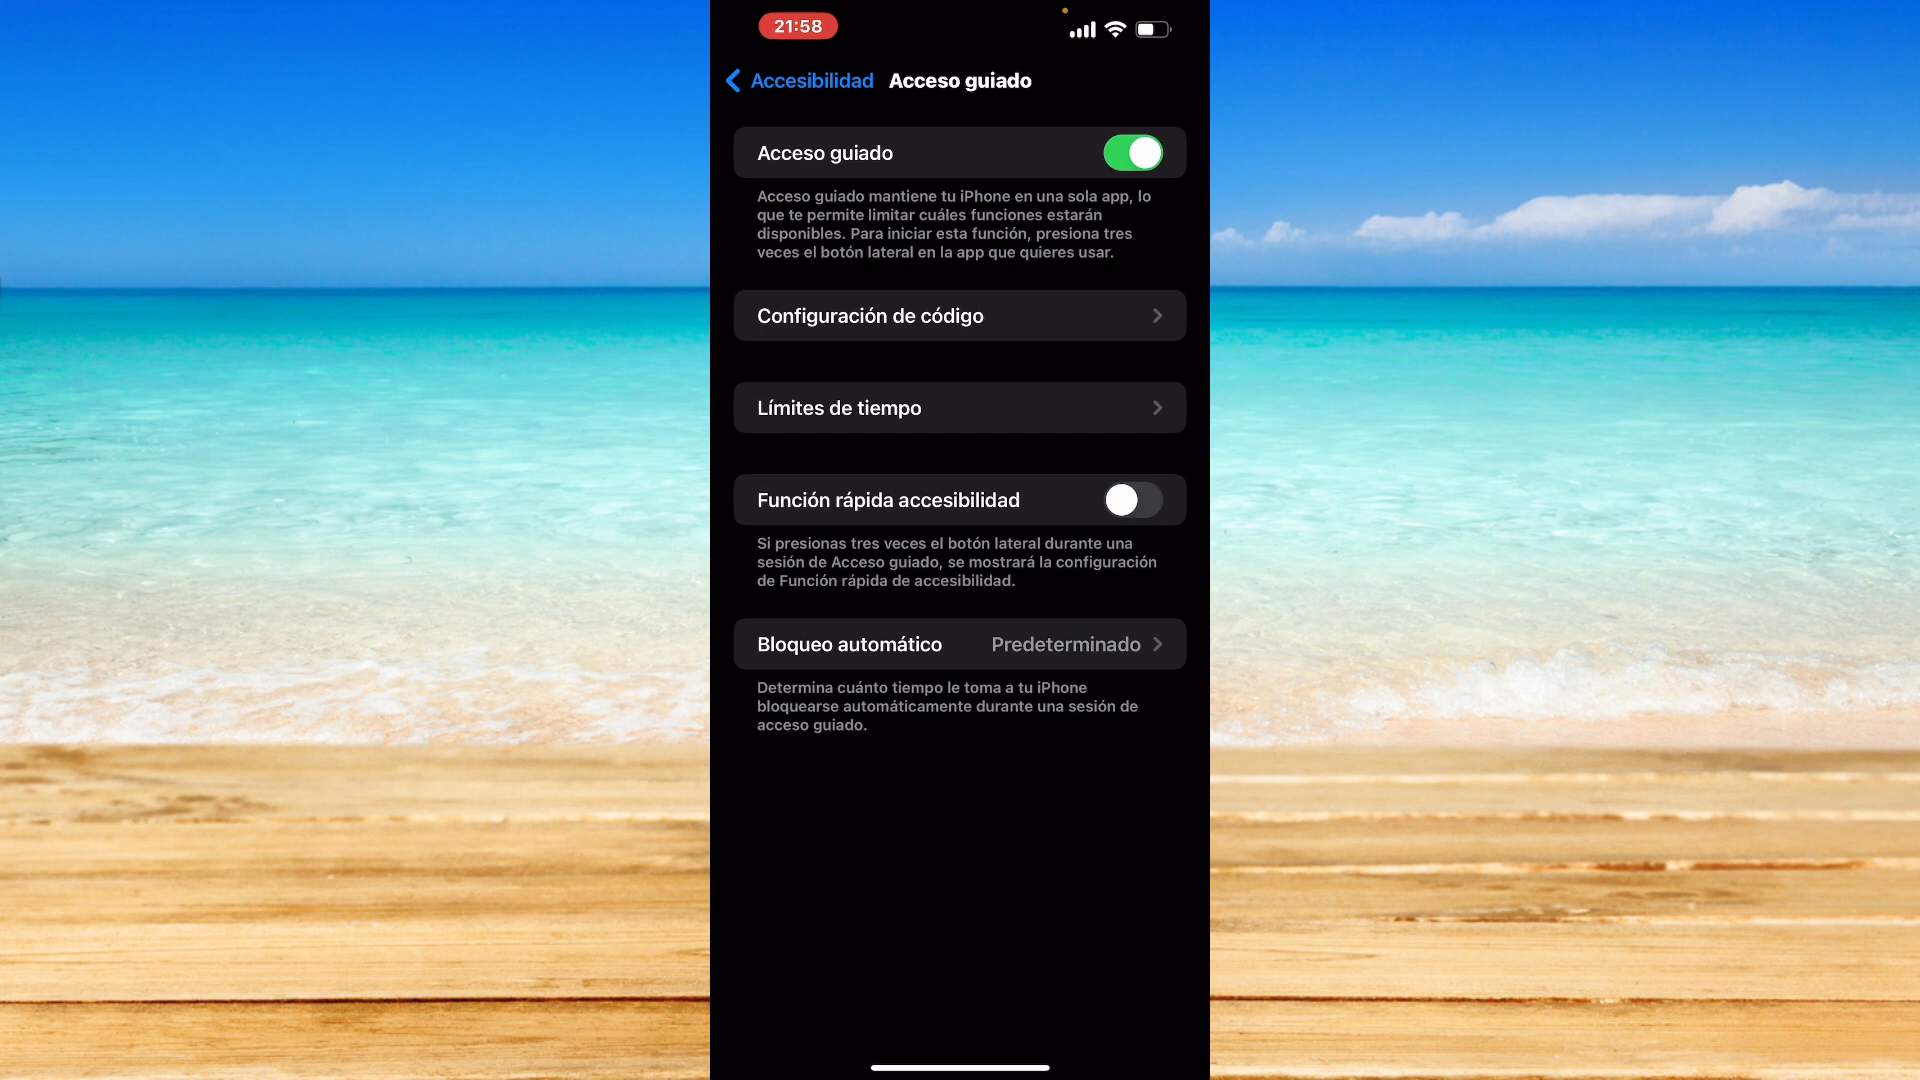 21:58
Accesibilidad Acceso guiado
Acceso guiado
Acceso guiado mantiene tu iPhone en una sola app, lo
que te permite limitar cuáles funciones estarán
disponibles. Para iniciar esta función, presiona tres
veces el botón lateral en la app que quieres usar.
Configuración de código
Límites de tiempo
Función rápida accesibilidad
Si presionas tres veces el botón lateral durante una
sesión de Acceso guiado, se mostrará la configuración
de Función rápida de accesibilidad.
Bloqueo automático Predeterminado
Determina cuánto tiempo le toma a tu iPhone
bloquearse automáticamente durante una sesión de
acceso guiado.